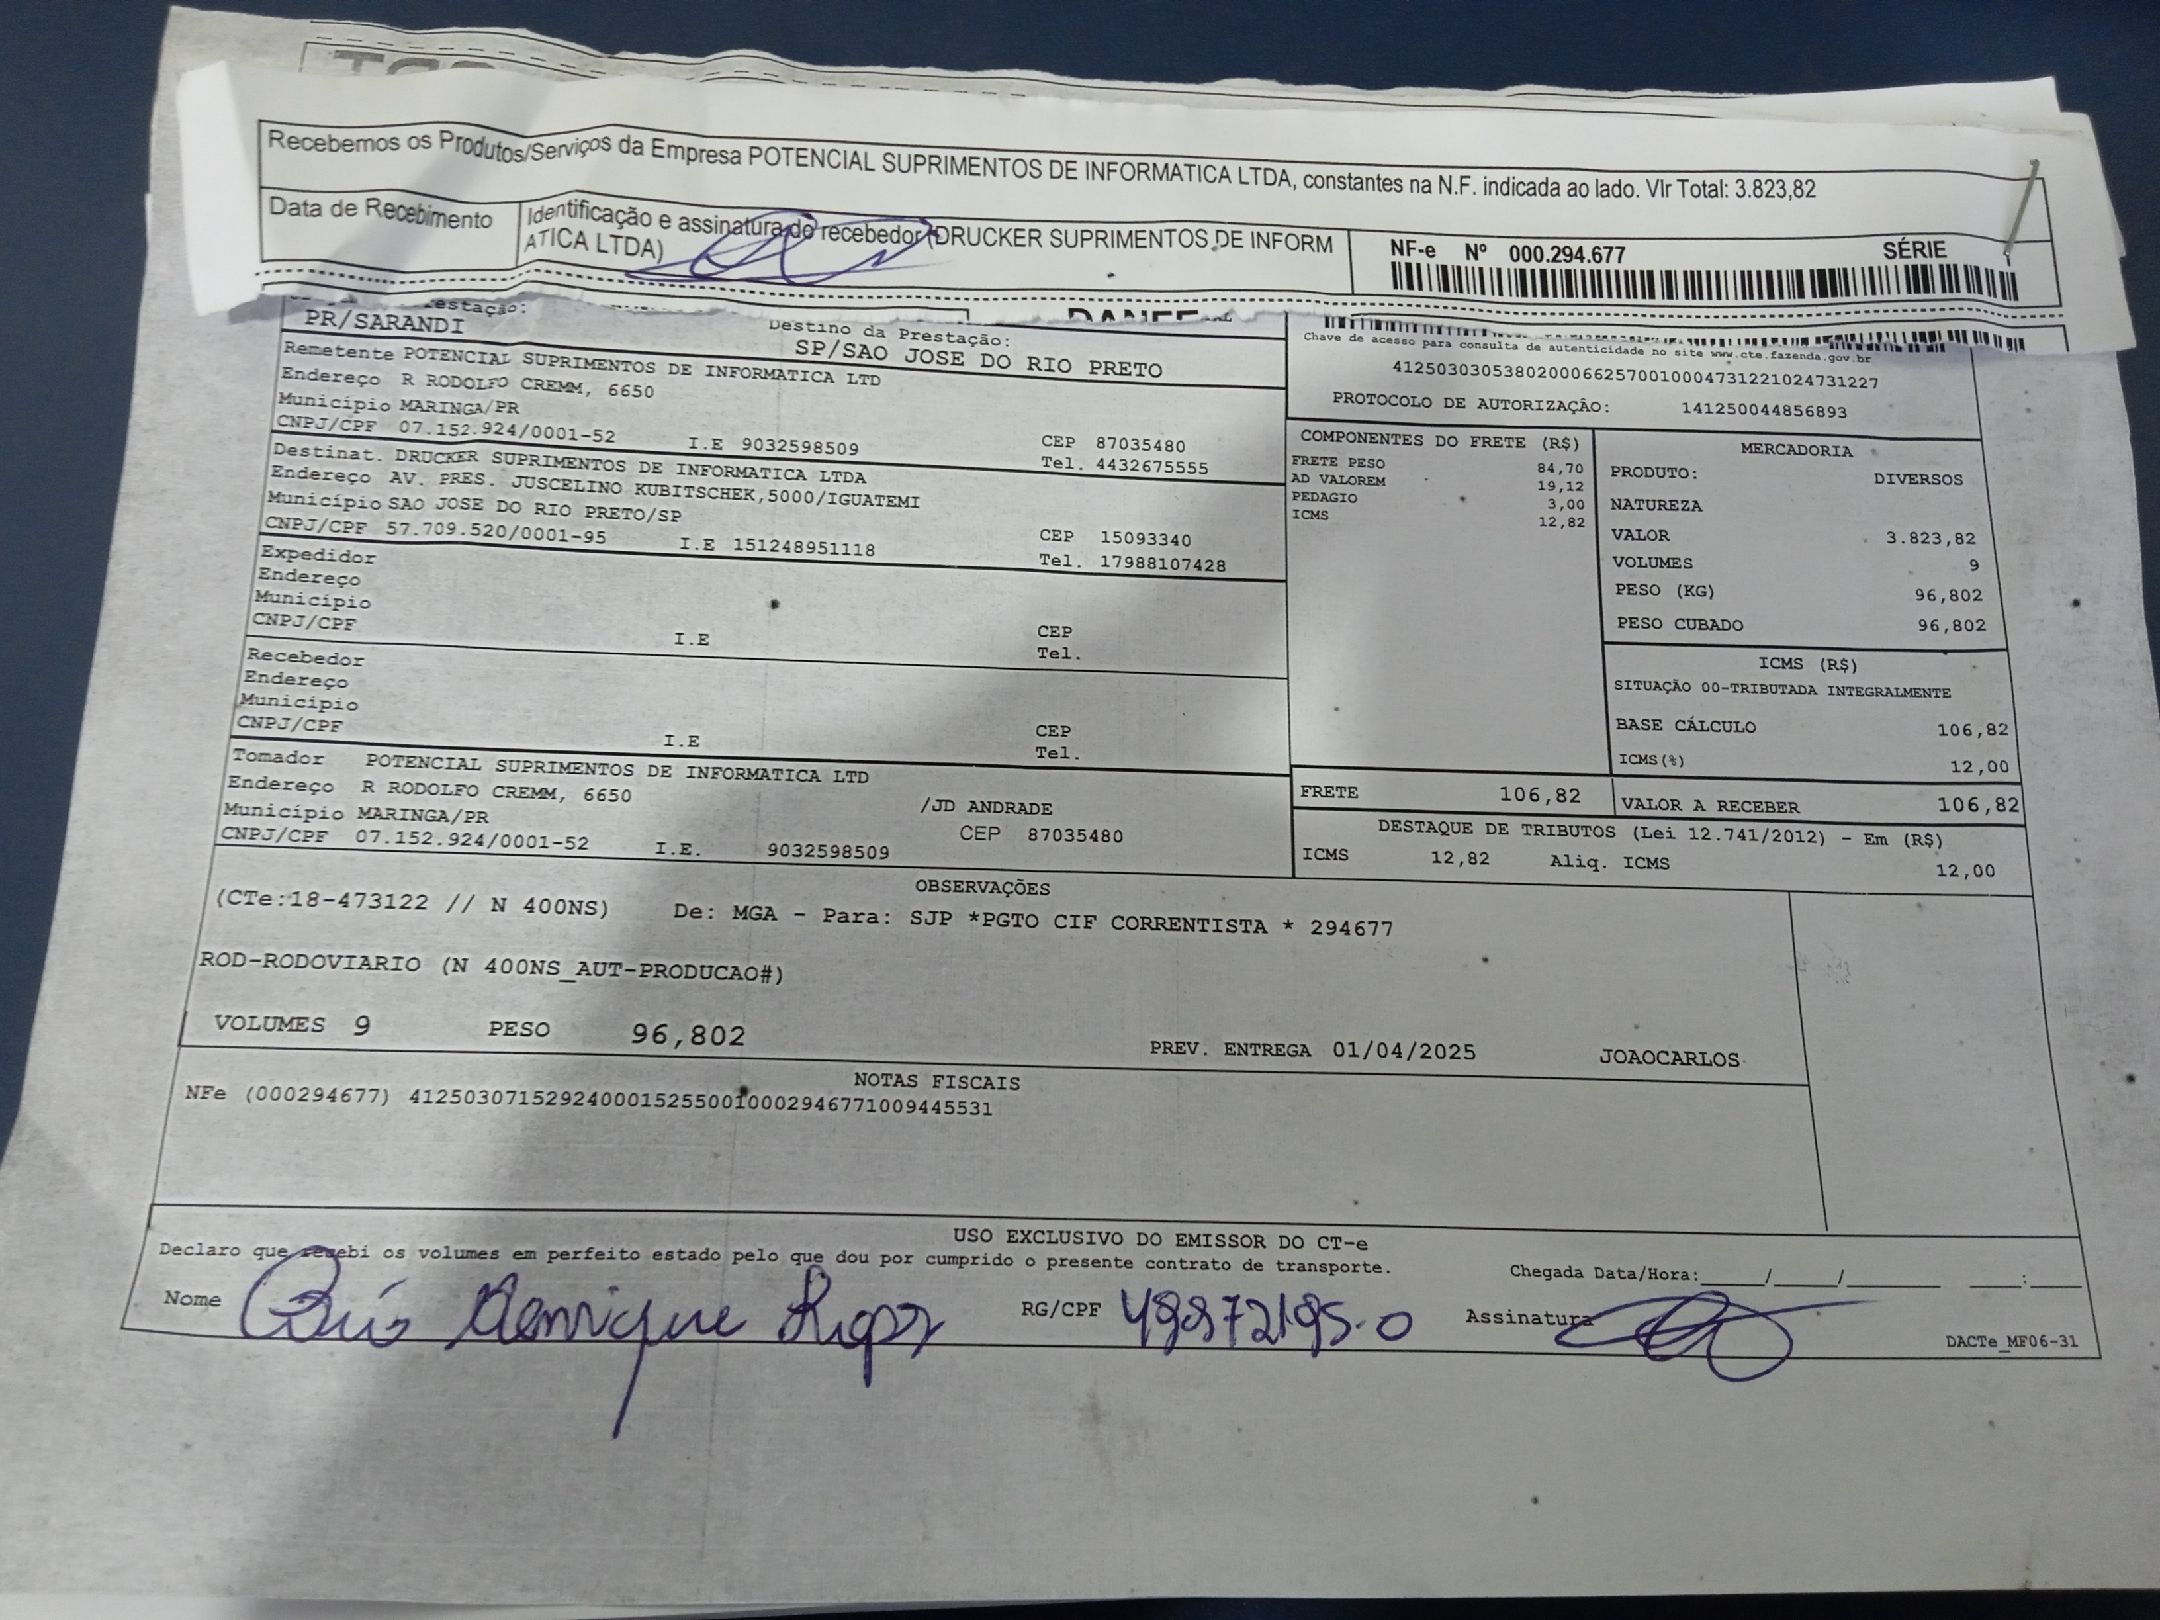 Recebemos os Produtos/Serviços da Empresa POTENCIAL SUPRIMENTOS DE INFORMATICA LTDA, constantes na N.F. indicada ao lado. Vlr Total: 3.823,82
Data de Recebimento
Identificação e assinatura do recebedor (DRUCKER SUPRIMENTOS DE INFORM
ATICA LTDA)
NF-e Nº 000.294.677 SÉRIE
PR/SARANDI
Destino da Prestação:
SP/SAO JOSE DO RIO PRETO
Chave de acesso para consulta de autenticidade no site www.cte.fazenda.gov.br
41250303053802000662570010004731221024731227
PROTOCOLO DE AUTORIZAÇÃO: 141250044856893
Remetente POTENCIAL SUPRIMENTOS DE INFORMATICA LTD
Endereço R RODOLFO CREMM, 6650
Município MARINGA/PR
CEP 87035480
CNPJ/CPF 07.152.924/0001-52 I.E 9032598509 Tel. 4432675555
Destinat. DRUCKER SUPRIMENTOS DE INFORMATICA LTDA
Endereço AV. PRES. JUSCELINO KUBITSCHEK,5000/IGUATEMI
Município SAO JOSE DO RIO PRETO/SP CEP 15093340
CNPJ/CPF 57.709.520/0001-95 I.E 151248951118 Tel. 17988107428
Expedidor
Endereço
Município CEP
CNPJ/CPF I.E Tel.
Recebedor
Endereço
Município CEP
CNPJ/CPF I.E Tel.
Tomador POTENCIAL SUPRIMENTOS DE INFORMATICA LTD
Endereço R RODOLFO CREMM, 6650 /JD ANDRADE
Município MARINGA/PR CEP 87035480
CNPJ/CPF 07.152.924/0001-52 I.E. 9032598509
COMPONENTES DO FRETE (R$)
FRETE PESO 84,70
AD VALOREM 19,12
PEDAGIO 3,00
ICMS 12,82
MERCADORIA
PRODUTO: DIVERSOS
NATUREZA
VALOR 3.823,82
VOLUMES 9
PESO (KG) 96,802
PESO CUBADO 96,802
ICMS (R$)
SITUAÇÃO 00-TRIBUTADA INTEGRALMENTE
BASE CÁLCULO 106,82
ICMS(%) 12,00
FRETE 106,82 VALOR A RECEBER 106,82
DESTAQUE DE TRIBUTOS (Lei 12.741/2012) - Em (R$)
ICMS 12,82 Aliq. ICMS 12,00
OBSERVAÇÕES
(CTe:18-473122 // N 400NS) De: MGA - Para: SJP *PGTO CIF CORRENTISTA * 294677
ROD-RODOVIARIO (N 400NS_AUT-PRODUCAO#)
VOLUMES 9 PESO 96,802 PREV. ENTREGA 01/04/2025 JOAOCARLOS
NOTAS FISCAIS
NFe (000294677) 41250307152924000152550010002946771009445531
USO EXCLUSIVO DO EMISSOR DO CT-e
Declaro que recebi os volumes em perfeito estado pelo que dou por cumprido o presente contrato de transporte.
Chegada Data/Hora:_____/_____/_______ ____:____
Nome Henrique RG/CPF Assinatura
DACTe_MF06-31